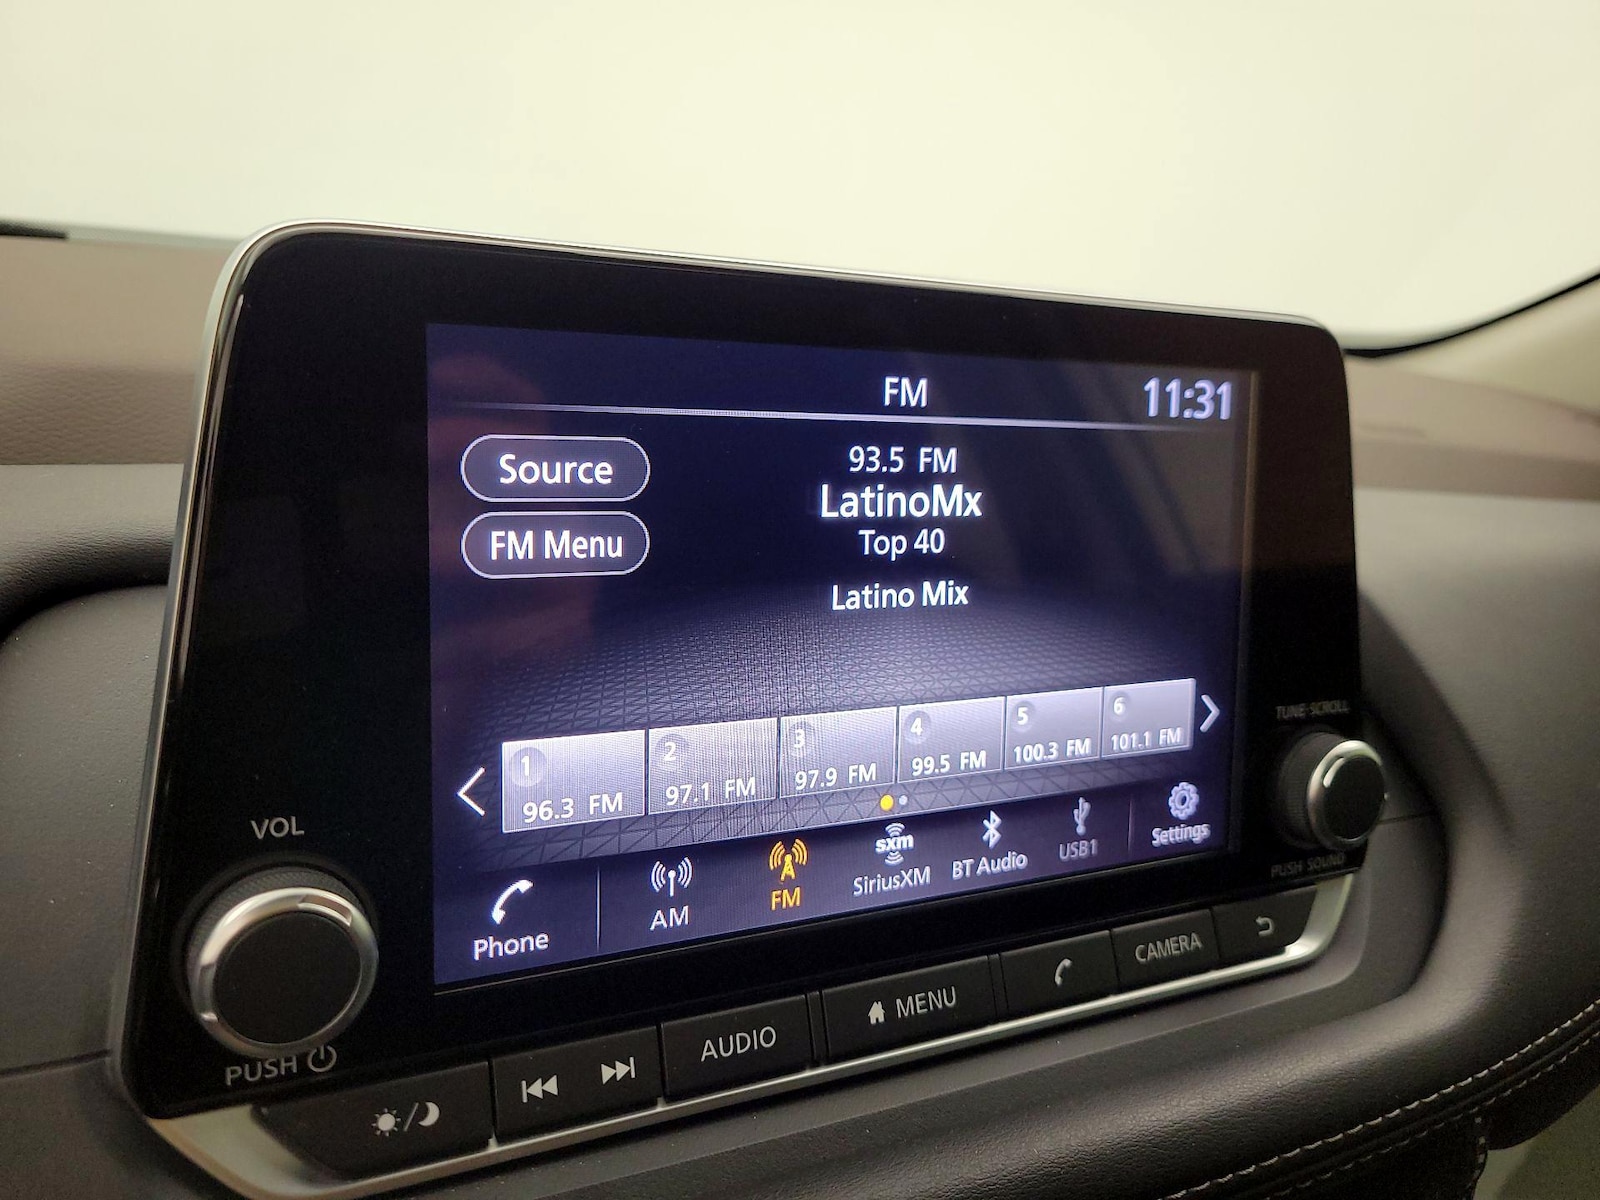 FM
11:31
Source
93.5 FM
LatinoMx
FM Menu
Top 40
Latino Mix
1
96.3 FM
2
97.1 FM
3
97.9 FM
4
99.5 FM
5
100.3 FM
6
101.1 FM
TUNE·SCROLL
VOL
Phone
AM
FM
sxm
SiriusXM
BT Audio
USB1
Settings
PUSH SOUND
PUSH
AUDIO
MENU
CAMERA